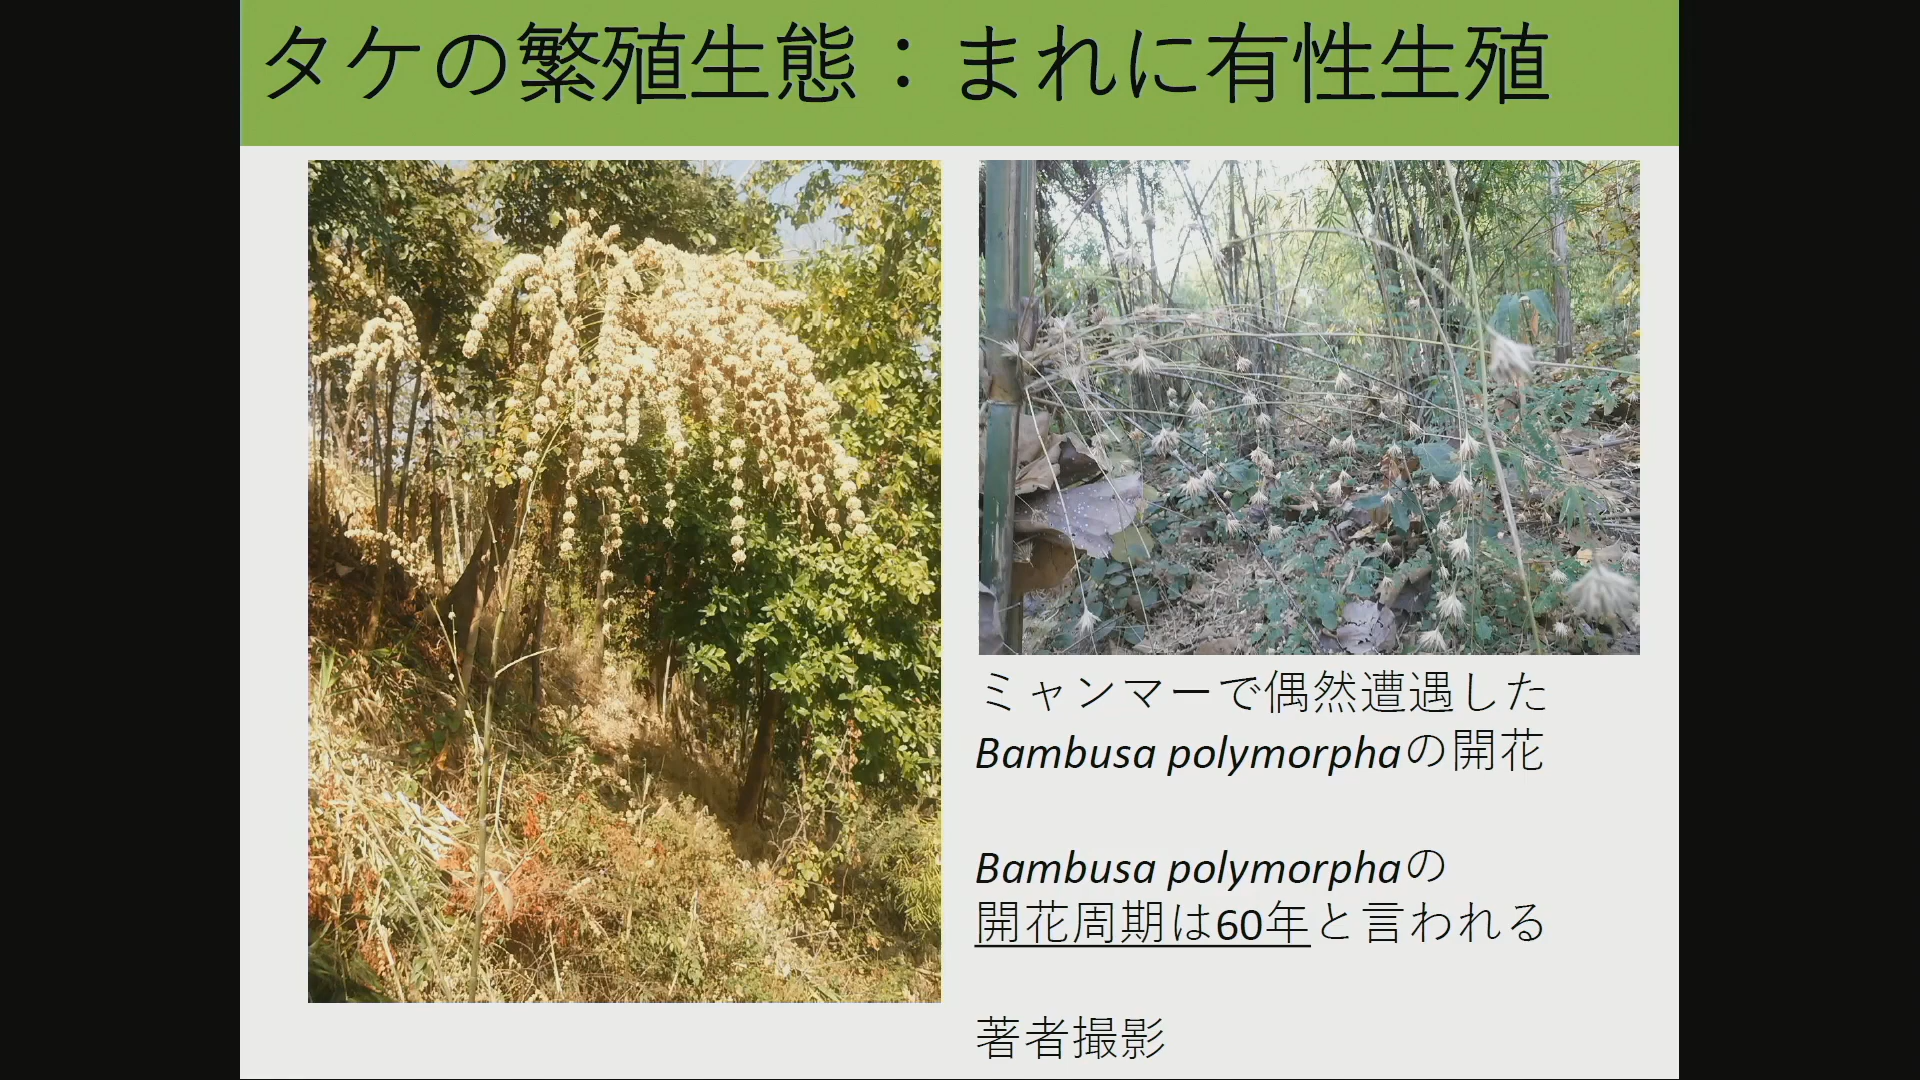 タケの繁殖生態：まれに有性生殖
ミャンマーで偶然遭遇した
Bambusa polymorphaの開花
Bambusa polymorphaの
開花周期は60年と言われる
著者撮影